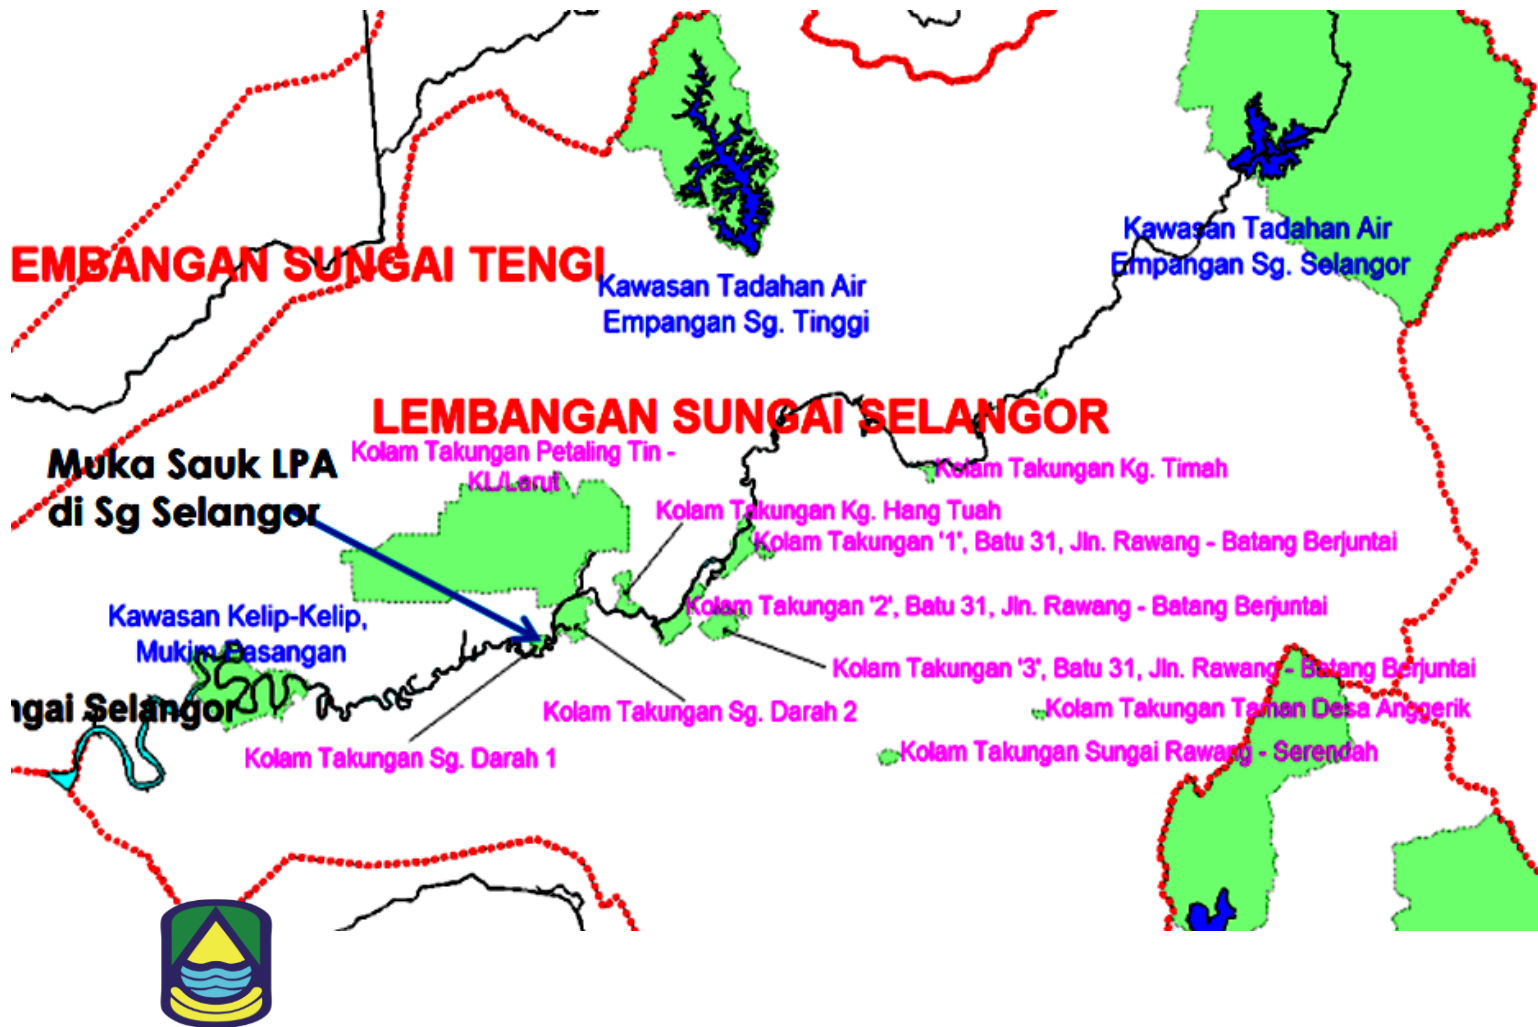 Kawasan Tadahan Air
Empangan Sg. Selangor
EMBANGAN SUNGAI TENGI
Kawasan Tadahan Air
Empangan Sg. Tinggi
LEMBANGAN SUNGAI SELANGOR
Muka Sauk LPA
di Sg Selangor
Kolam Takungan Petaling Tin -
KL/Larut
Kolam Takungan Kg. Timah
Kolam Takungan Kg. Hang Tuah
Kolam Takungan '1', Batu 31, Jln. Rawang - Batang Berjuntai
Kolam Takungan '2', Batu 31, Jln. Rawang - Batang Berjuntai
Kawasan Kelip-Kelip,
Mukim Pasangan
Kolam Takungan '3', Batu 31, Jln. Rawang - Batang Berjuntai
ngai Selangor
Kolam Takungan Sg. Darah 2
Kolam Takungan Taman Desa Anggerik
Kolam Takungan Sg. Darah 1
Kolam Takungan Sungai Rawang - Serendah